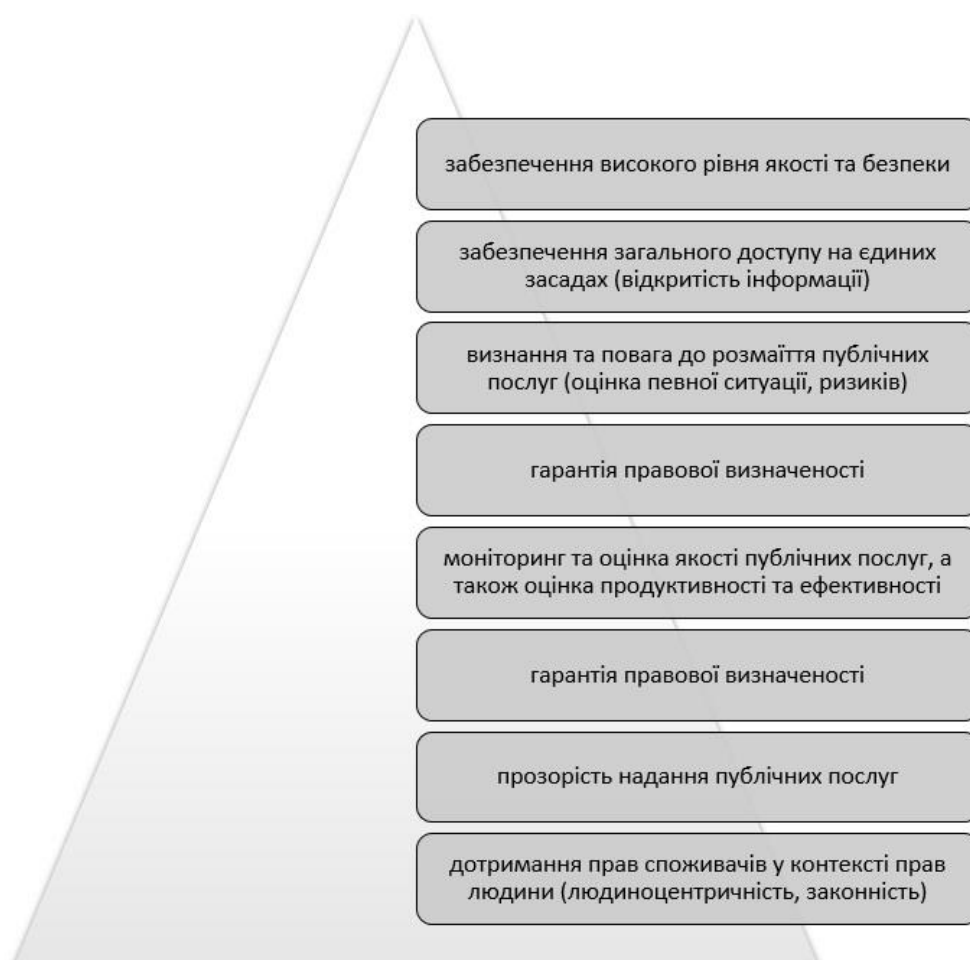 забезпечення високого рівня якості та безпеки
забезпечення загального доступу на єдиних
засадах (відкритість інформації)
визнання та повага до розмаїття публічних
послуг (оцінка певної ситуації, ризиків)
гарантія правової визначеності
моніторинг та оцінка якості публічних послуг, а
також оцінка продуктивності та ефективності
гарантія правової визначеності
прозорість надання публічних послуг
дотримання прав споживачів у контексті прав
людини (людиноцентричність, законність)